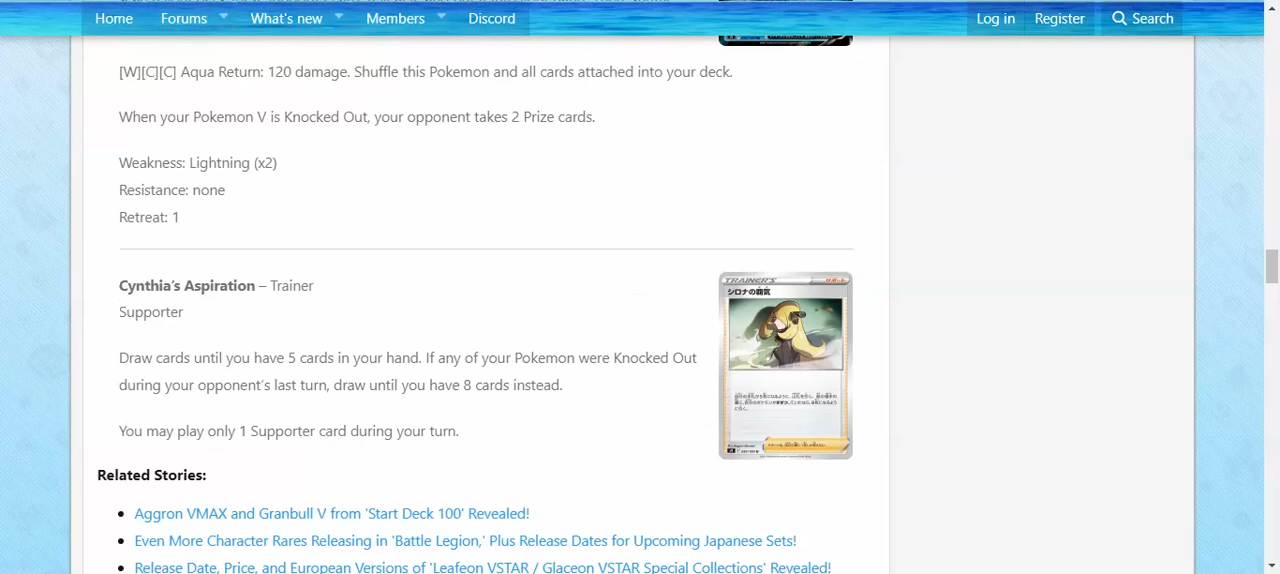 Home Forums What's new Members Discord Log in Register Search
[W][C][C] Aqua Return: 120 damage. Shuffle this Pokemon and all cards attached into your deck.
When your Pokemon V is Knocked Out, your opponent takes 2 Prize cards.
Weakness: Lightning (x2)
Resistance: none
Retreat: 1
Cynthia’s Aspiration – Trainer
Supporter
TRAINER'S サポート
シロナの覇気
Draw cards until you have 5 cards in your hand. If any of your Pokemon were Knocked Out
during your opponent’s last turn, draw until you have 8 cards instead.
You may play only 1 Supporter card during your turn.
Related Stories:
Aggron VMAX and Granbull V from 'Start Deck 100' Revealed!
Even More Character Rares Releasing in 'Battle Legion,' Plus Release Dates for Upcoming Japanese Sets!
Release Date, Price, and European Versions of 'Leafeon VSTAR / Glaceon VSTAR Special Collections' Revealed!